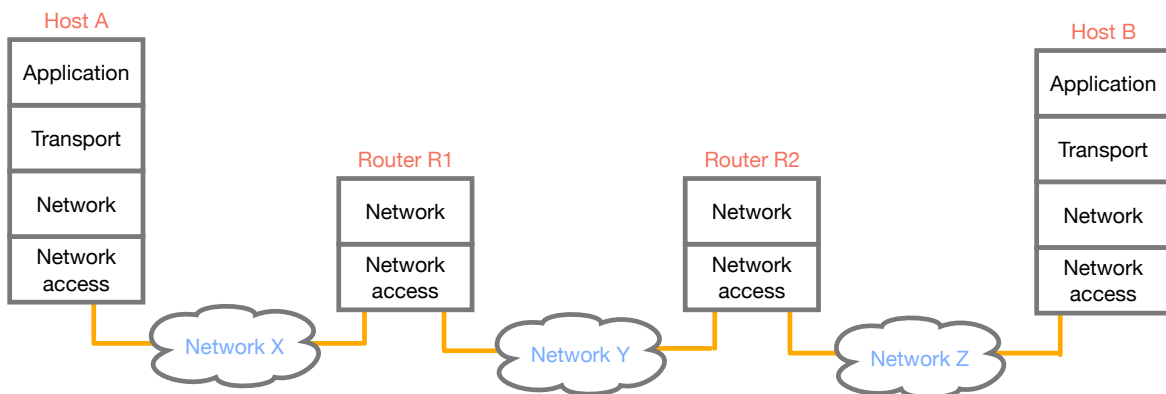 Host A
Application
Transport
Network
Network
access
Router R1
Network
Network
access
Router R2
Network
Network
access
Host B
Application
Transport
Network
Network
access
Network X
Network Y
Network Z